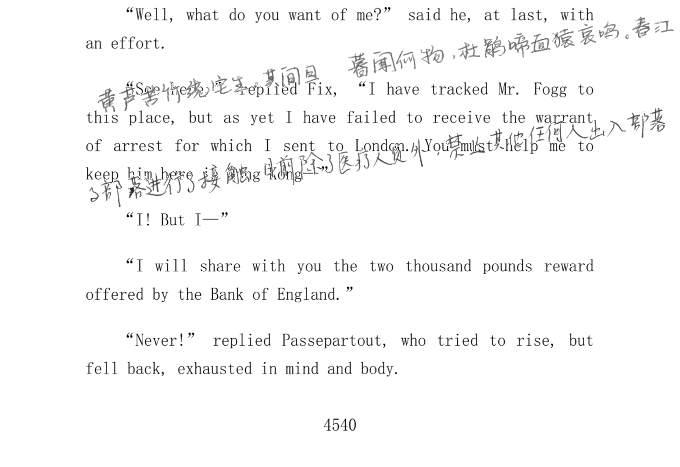 “Well, what do you want of me?” said he, at last, with
an effort.
黄芦苦竹绕宅生。其间旦暮闻何物,杜鹃啼血猿哀鸣。春江
“See here,” replied Fix, “I have tracked Mr. Fogg to
this place, but as yet I have failed to receive the warrant
of arrest for which I sent to London. You must help me to
keep him here in Hong Kong—”
了部落进行了接触,目前除了医疗人员外,禁止其他任何人出入部落
“I! But I—”
“I will share with you the two thousand pounds reward
offered by the Bank of England.”
“Never!” replied Passepartout, who tried to rise, but
fell back, exhausted in mind and body.
4540